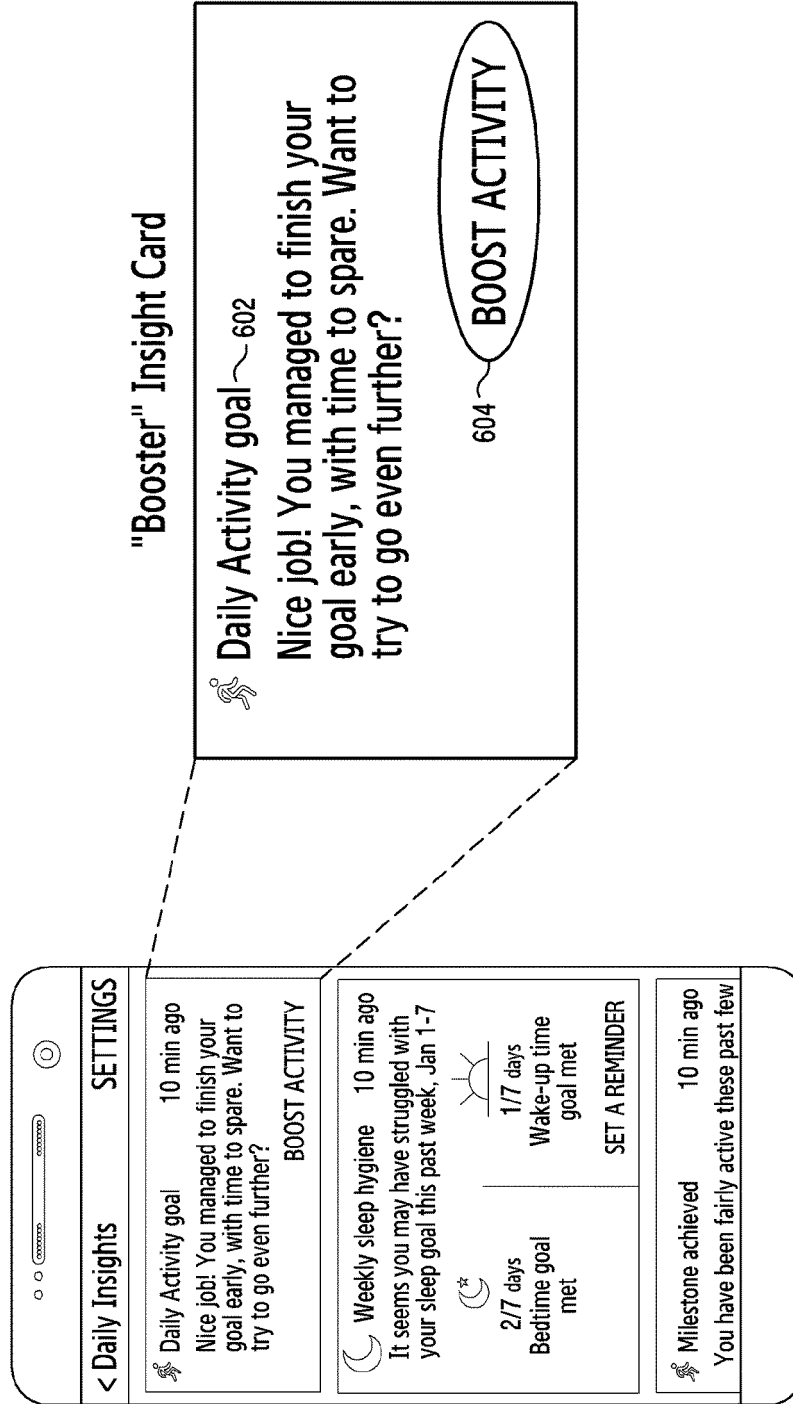 < Daily Insights SETTINGS
Daily Activity goal 10 min ago
Nice job! You managed to finish your
goal early, with time to spare. Want to
try to go even further?
BOOST ACTIVITY
Weekly sleep hygiene 10 min ago
It seems you may have struggled with
your sleep goal this past week, Jan 1-7
2/7 days
Bedtime goal
met
1/7 days
Wake-up time
goal met
SET A REMINDER
Milestone achieved 10 min ago
You have been fairly active these past few
"Booster" Insight Card
Daily Activity goal 602
Nice job! You managed to finish your
goal early, with time to spare. Want to
try to go even further?
604 BOOST ACTIVITY